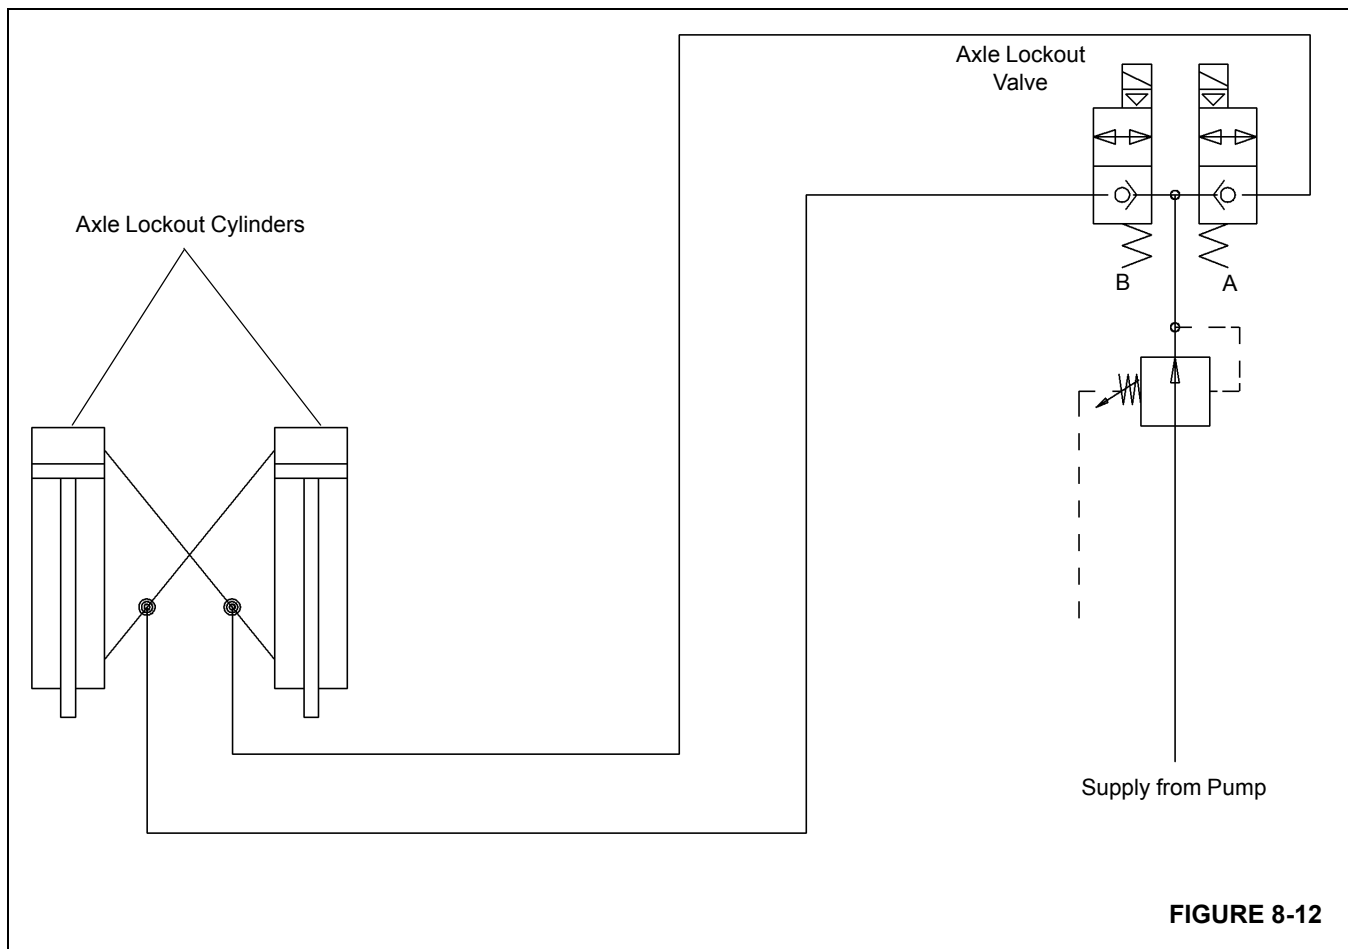 Axle Lockout
Valve
Axle Lockout Cylinders
B
A
Supply from Pump
FIGURE 8-12